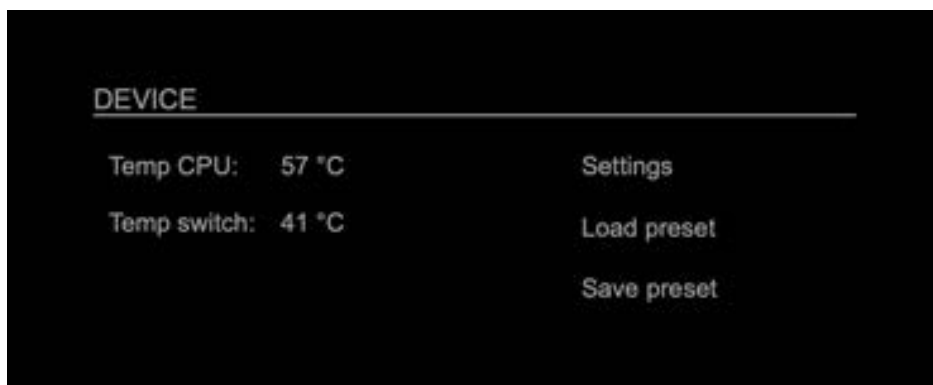 DEVICE
Temp CPU: 57 °C Settings
Temp switch: 41 °C Load preset
Save preset